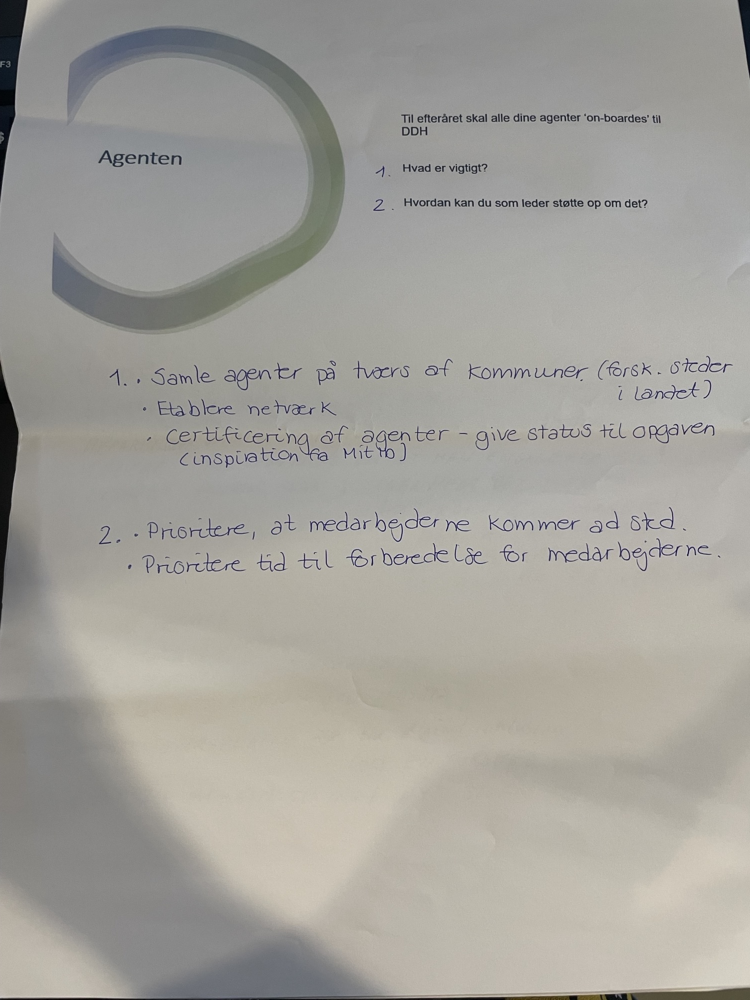 F3
$
Agenten
Til efteråret skal alle dine agenter ‘on-boardes’ til
DDH
1. Hvad er vigtigt?
2. Hvordan kan du som leder støtte op om det?
1. · Samle agenter på tværs af kommuner. (forsk. steder
i landet)
· Etablere netværk
· Certificering af agenter - give status til opgaven
(inspiration fra Mit
2. · Prioritere, at medarbejderne kommer ad sted.
· Prioritere tid til forberedelse for medarbejderne.